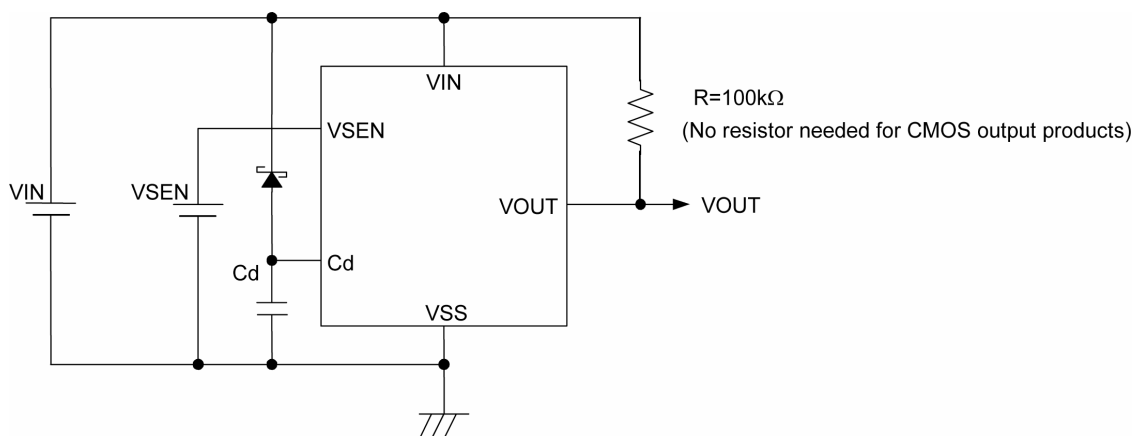 VIN
R=100kΩ
VSEN
(No resistor needed for CMOS output products)
VIN
VSEN
VOUT
VOUT
Cd
Cd
VSS